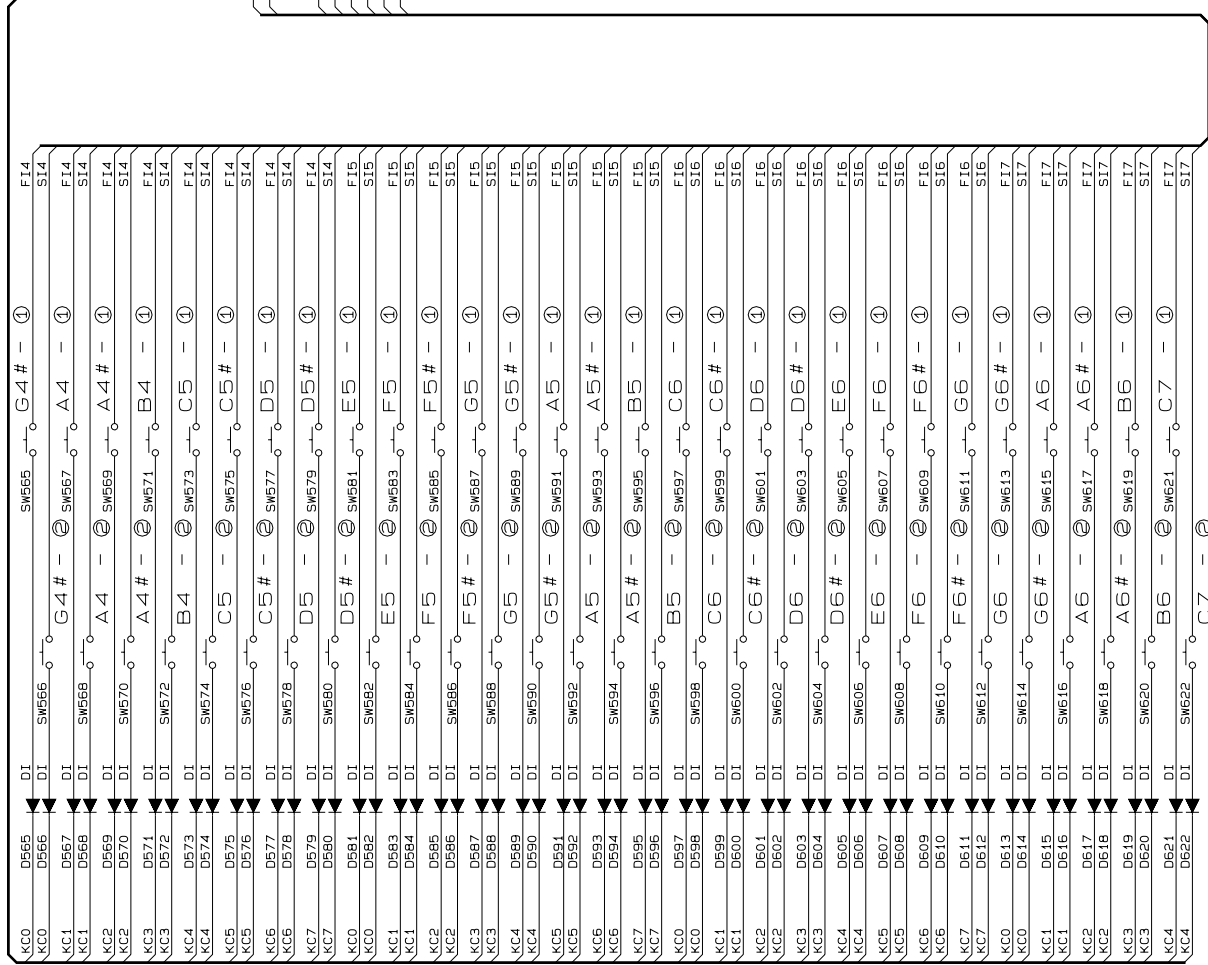 KC0 D565 DI SW565 G4# - ① FI4
KC0 D566 DI SW566 G4# - ② SI4
KC1 D567 DI SW567 A4 - ① FI4
KC1 D568 DI SW568 A4 - ② SI4
KC2 D569 DI SW569 A4# - ① FI4
KC2 D570 DI SW570 A4# - ② SI4
KC3 D571 DI SW571 B4 - ① FI4
KC3 D572 DI SW572 B4 - ② SI4
KC4 D573 DI SW573 C5 - ① FI4
KC4 D574 DI SW574 C5 - ② SI4
KC5 D575 DI SW575 C5# - ① FI4
KC5 D576 DI SW576 C5# - ② SI4
KC6 D577 DI SW577 D5 - ① FI4
KC6 D578 DI SW578 D5 - ② SI4
KC7 D579 DI SW579 D5# - ① FI4
KC7 D580 DI SW580 D5# - ② SI4
KC0 D581 DI SW581 E5 - ① FI5
KC0 D582 DI SW582 E5 - ② SI5
KC1 D583 DI SW583 F5 - ① FI5
KC1 D584 DI SW584 F5 - ② SI5
KC2 D585 DI SW585 F5# - ① FI5
KC2 D586 DI SW586 F5# - ② SI5
KC3 D587 DI SW587 G5 - ① FI5
KC3 D588 DI SW588 G5 - ② SI5
KC4 D589 DI SW589 G5# - ① FI5
KC4 D590 DI SW590 G5# - ② SI5
KC5 D591 DI SW591 A5 - ① FI5
KC5 D592 DI SW592 A5 - ② SI5
KC6 D593 DI SW593 A5# - ① FI5
KC6 D594 DI SW594 A5# - ② SI5
KC7 D595 DI SW595 B5 - ① FI5
KC7 D596 DI SW596 B5 - ② SI5
KC0 D597 DI SW597 C6 - ① FI6
KC0 D598 DI SW598 C6 - ② SI6
KC1 D599 DI SW599 C6# - ① FI6
KC1 D600 DI SW600 C6# - ② SI6
KC2 D601 DI SW601 D6 - ① FI6
KC2 D602 DI SW602 D6 - ② SI6
KC3 D603 DI SW603 D6# - ① FI6
KC3 D604 DI SW604 D6# - ② SI6
KC4 D605 DI SW605 E6 - ① FI6
KC4 D606 DI SW606 E6 - ② SI6
KC5 D607 DI SW607 F6 - ① FI6
KC5 D608 DI SW608 F6 - ② SI6
KC6 D609 DI SW609 F6# - ① FI6
KC6 D610 DI SW610 F6# - ② SI6
KC7 D611 DI SW611 G6 - ① FI6
KC7 D612 DI SW612 G6 - ② SI6
KC0 D613 DI SW613 G6# - ① FI7
KC0 D614 DI SW614 G6# - ② SI7
KC1 D615 DI SW615 A6 - ① FI7
KC1 D616 DI SW616 A6 - ② SI7
KC2 D617 DI SW617 A6# - ① FI7
KC2 D618 DI SW618 A6# - ② SI7
KC3 D619 DI SW619 B6 - ① FI7
KC3 D620 DI SW620 B6 - ② SI7
KC4 D621 DI SW621 C7 - ① FI7
KC4 D622 DI SW622 C7 - ② SI7